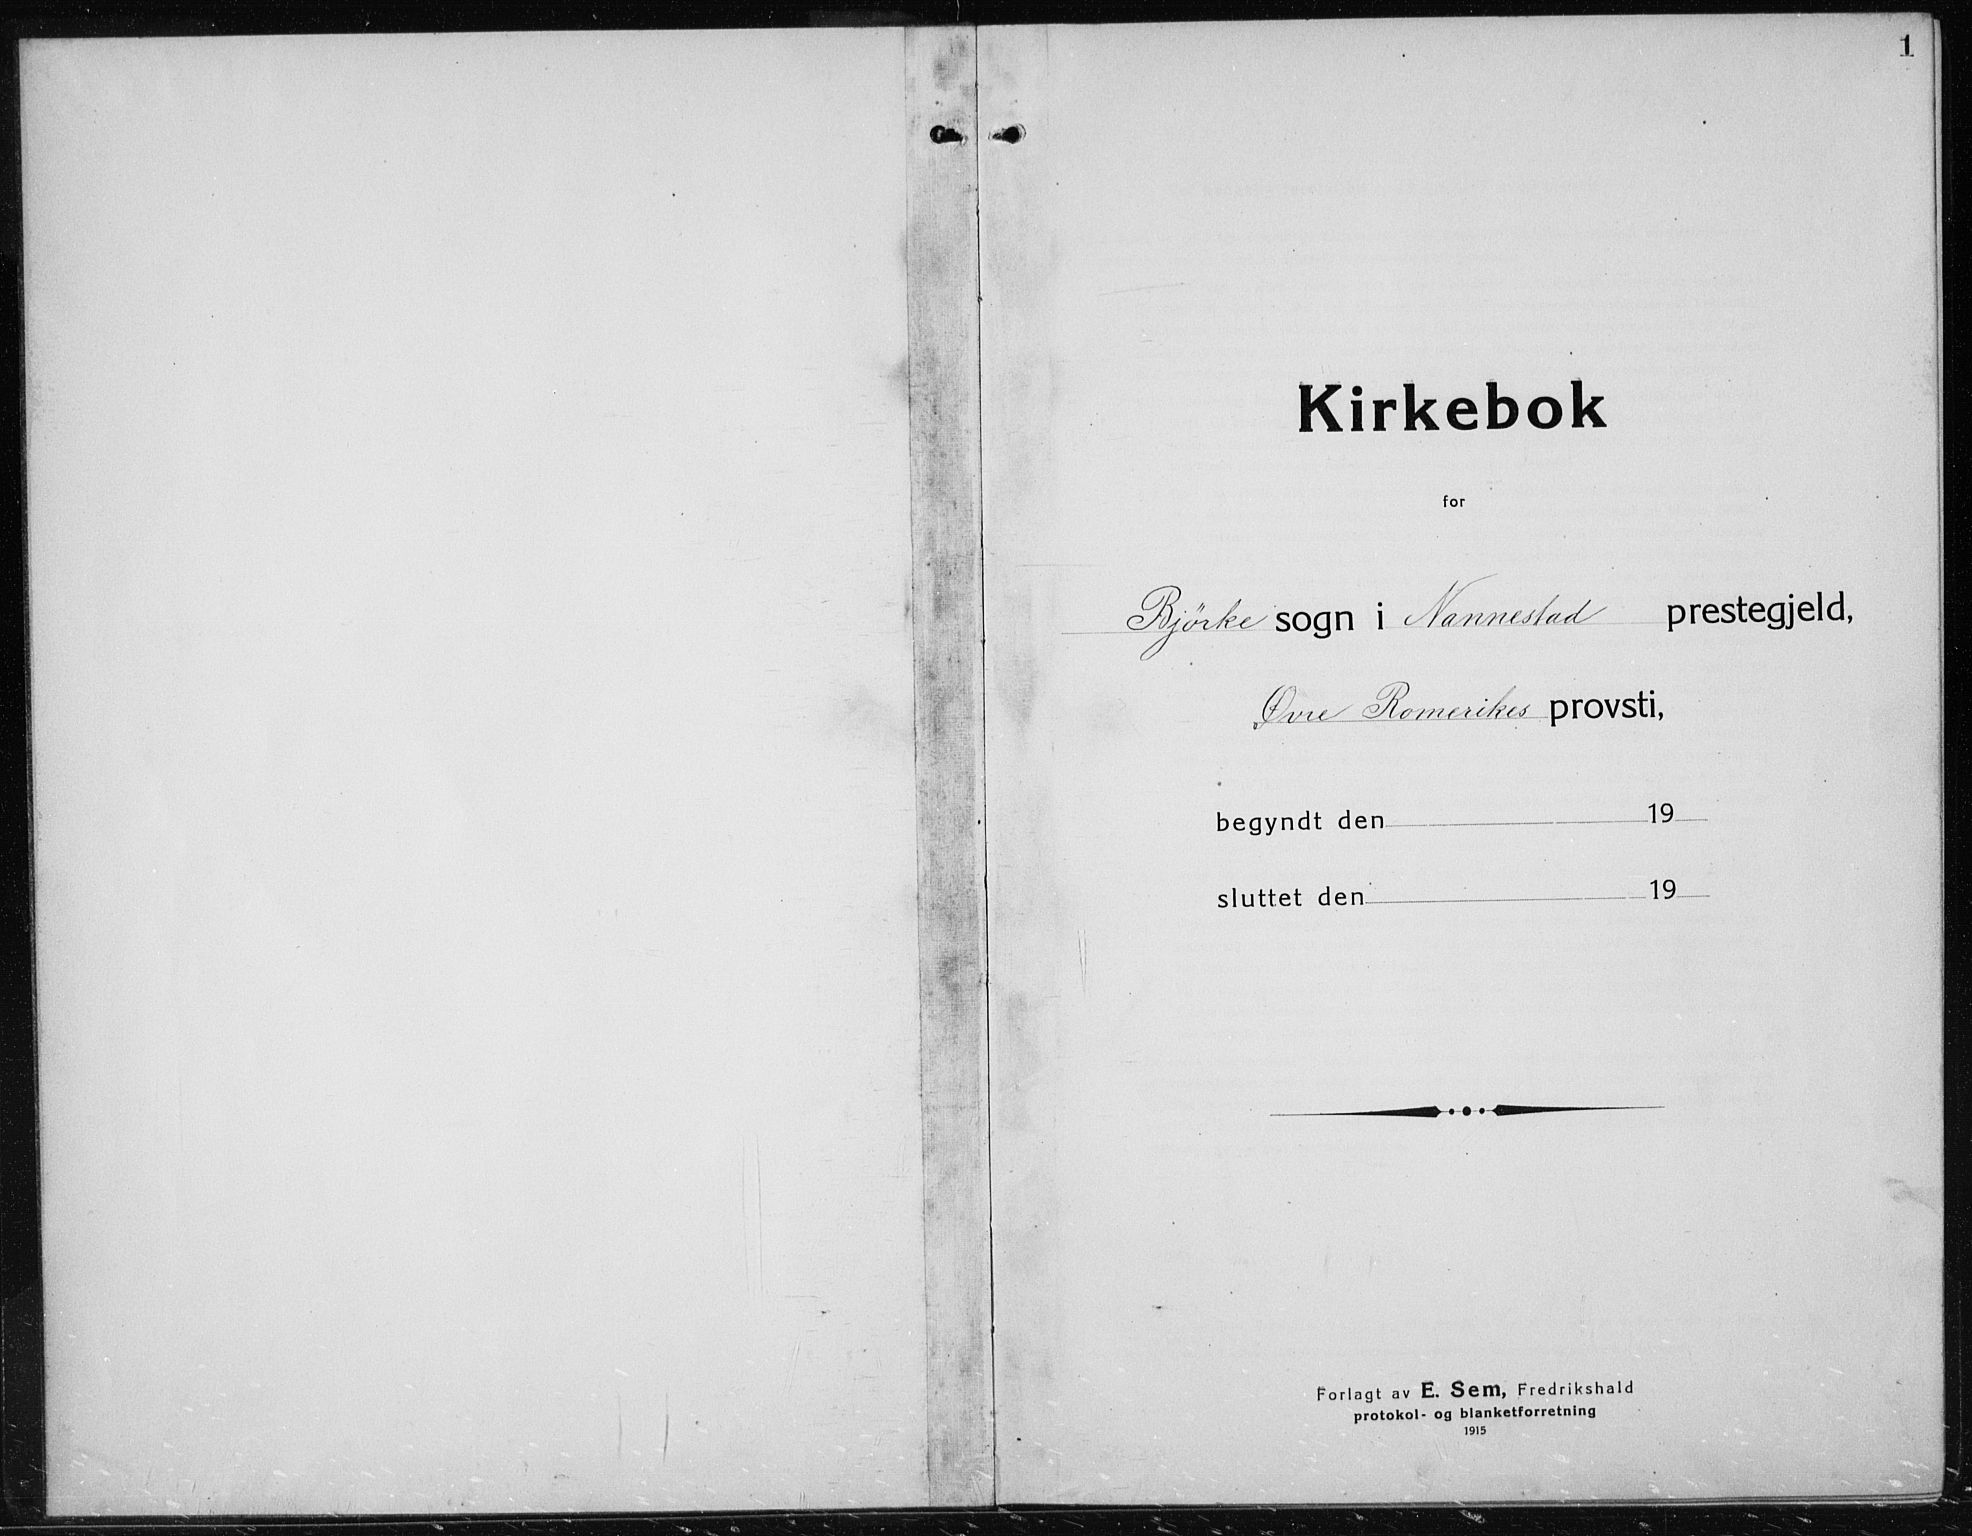 1
Kirkebok
for
Bjørke sogn i Nannestad prestegjeld,
Øvre Romerikes provsti,
begyndt den 19
sluttet den 19
Forlagt av E. Sem, Fredrikshald
protokol- og blanketforretning
1915